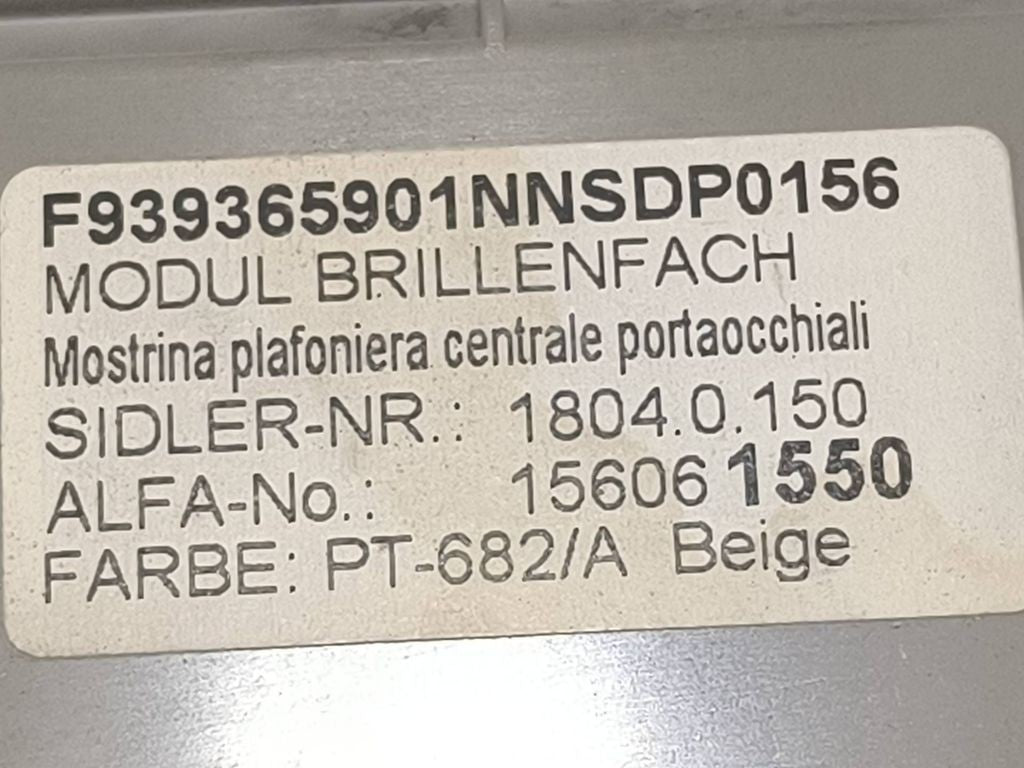 F939365901NNSDP0156
MODUL BRILLENFACH
Mostrina plafoniera centrale portaocchiali
SIDLER-NR.: 1804.0.150
ALFA-No.: 15606 1550
FARBE: PT-682/A Beige